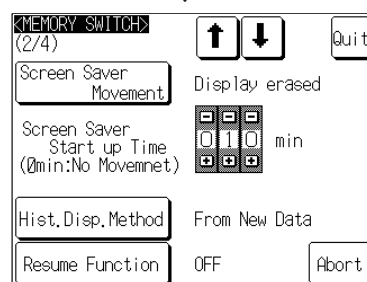 <MEMORY SWITCH>
(2/4)
Quit
Screen Saver
Movement
Display erased
Screen Saver
Start up Time
(0min:No Movemnet)
010 min
Hist.Disp.Method
From New Data
Resume Function
OFF
Abort